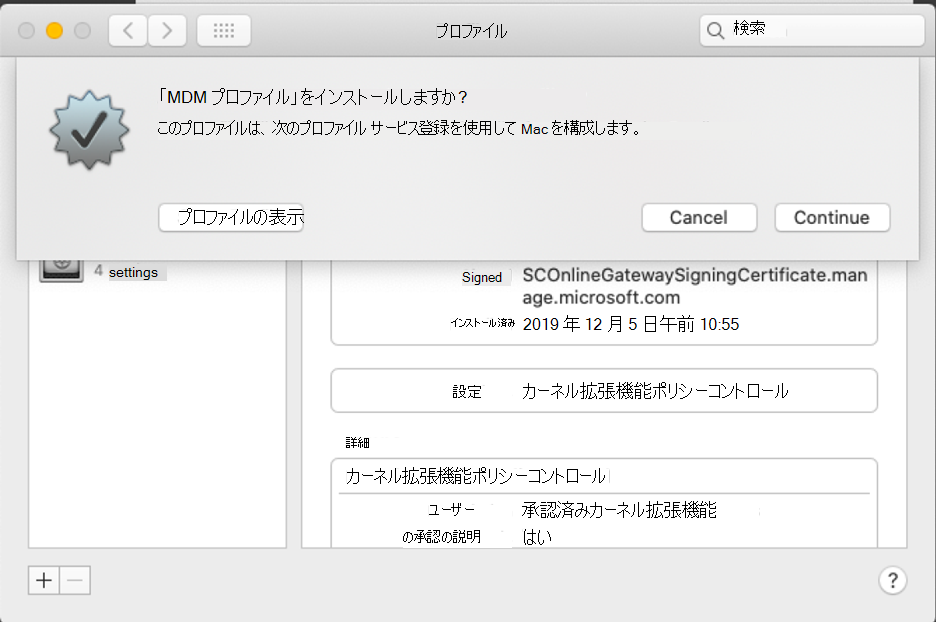 プロファイル
検索
「MDM プロファイル」をインストールしますか?
このプロファイルは、次のプロファイル サービス登録を使用して Mac を構成します。
プロファイルの表示
Cancel
Continue
4 settings
Signed SCOnlineGatewaySigningCertificate.man
age.microsoft.com
インストール済み 2019 年 12 月 5 日午前 10:55
設定 カーネル拡張機能ポリシーコントロール
詳細
カーネル拡張機能ポリシーコントロール
ユーザー 承認済みカーネル拡張機能
の承認の説明 はい
+ −
?